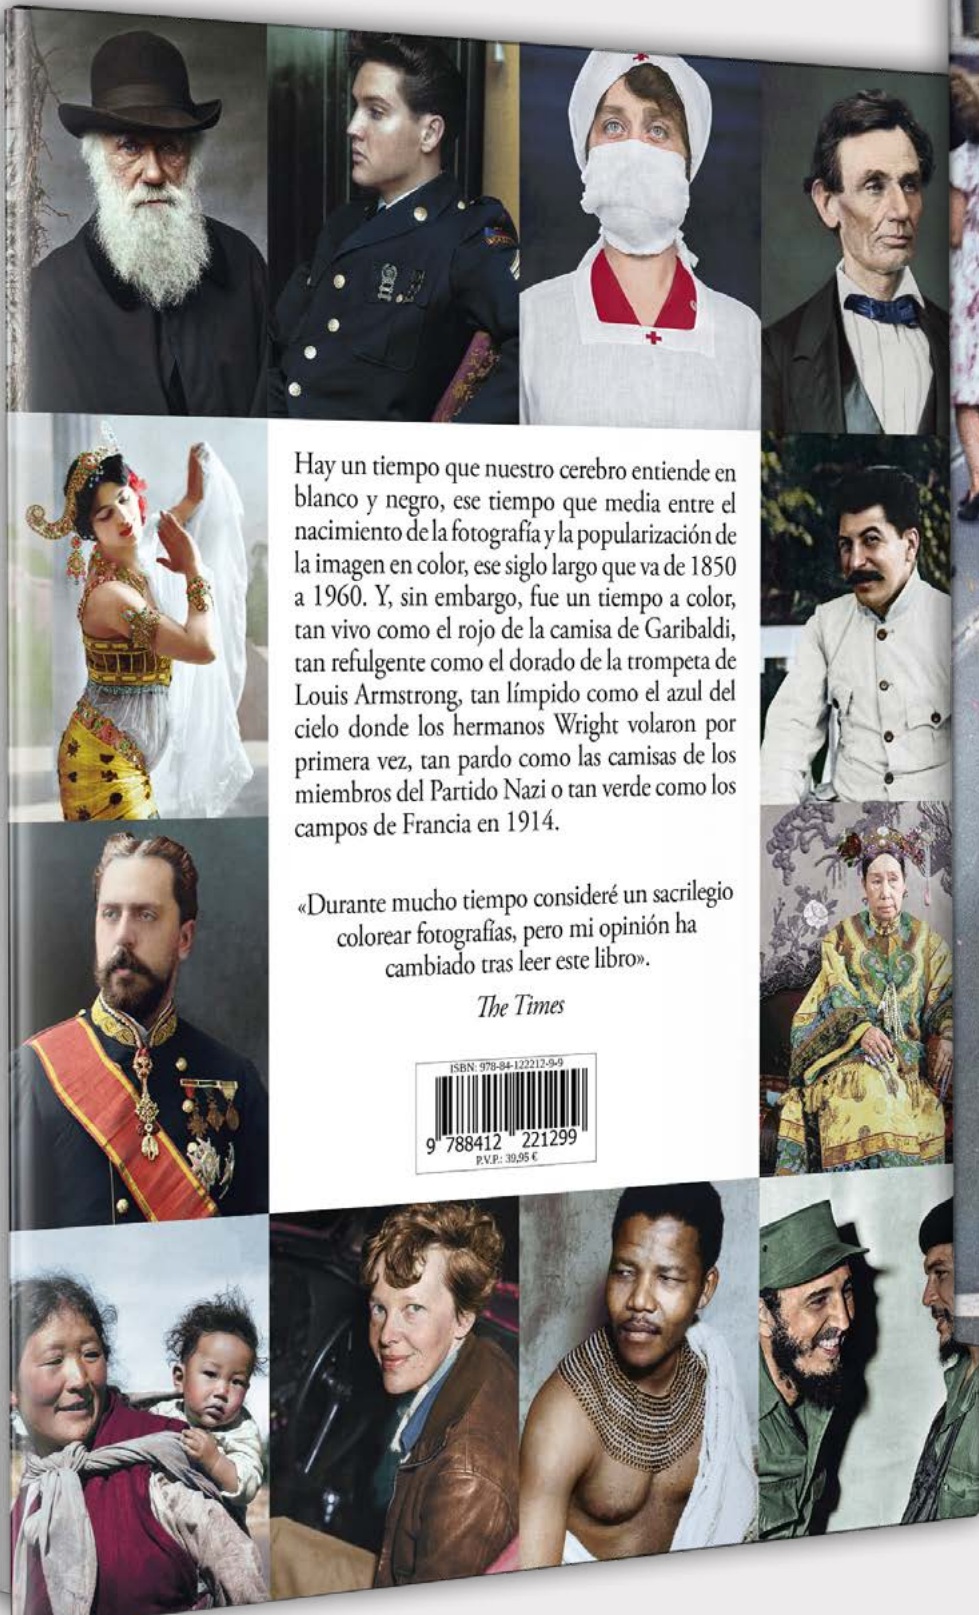 Hay un tiempo que nuestro cerebro entiende en
blanco y negro, ese tiempo que media entre el
nacimiento de la fotografía y la popularización de
la imagen en color, ese siglo largo que va de 1850
a 1960. Y, sin embargo, fue un tiempo a color,
tan vivo como el rojo de la camisa de Garibaldi,
tan refulgente como el dorado de la trompeta de
Louis Armstrong, tan límpido como el azul del
cielo donde los hermanos Wright volaron por
primera vez, tan pardo como las camisas de los
miembros del Partido Nazi o tan verde como los
campos de Francia en 1914.
«Durante mucho tiempo consideré un sacrilegio
colorear fotografías, pero mi opinión ha
cambiado tras leer este libro».
The Times
ISBN: 978-84-122212-9-9
9 788412 221299
P.V.P.: 39,95 €